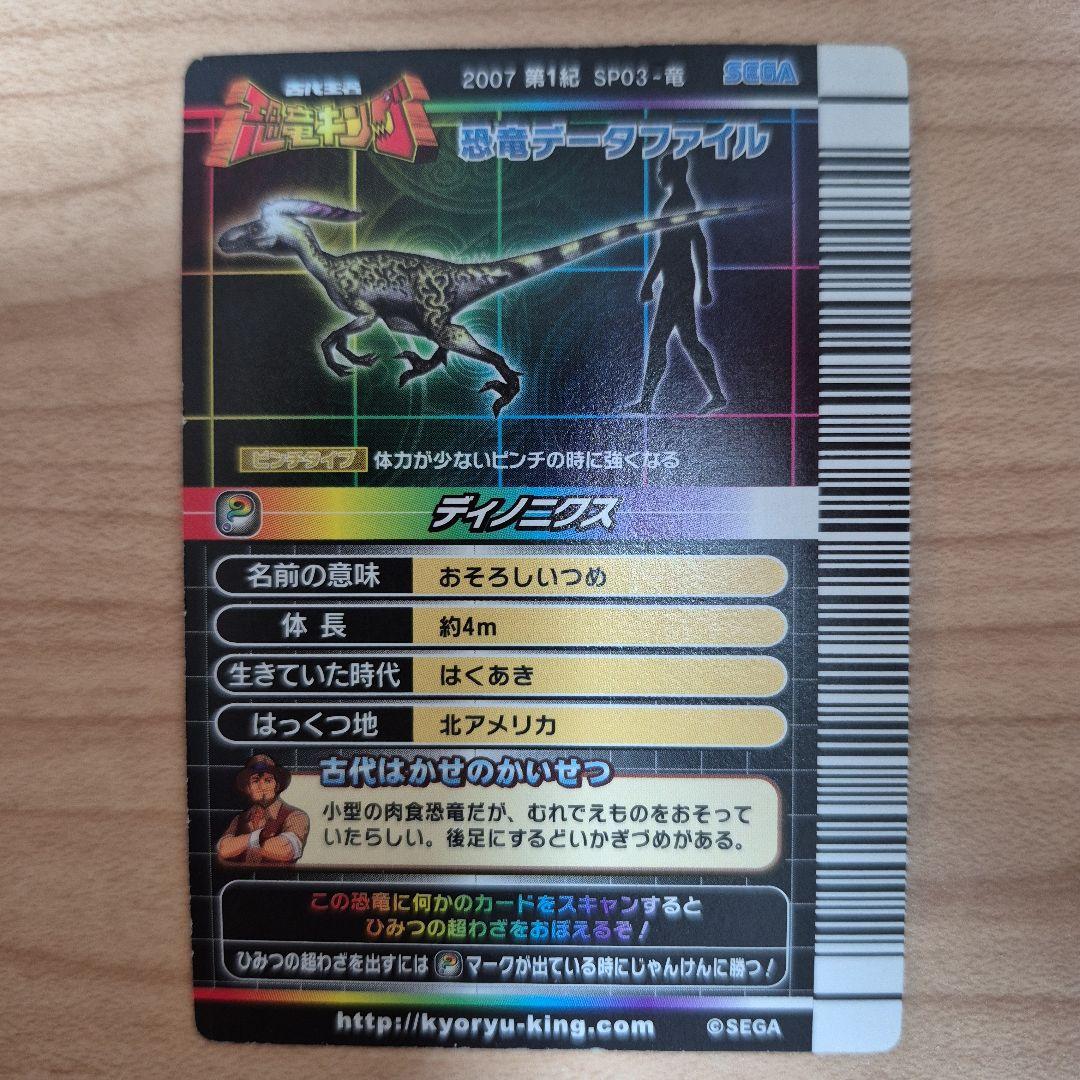 古代王者
恐竜キング
2007 第1紀 SP03-竜
SEGA
恐竜データファイル
ピンチタイプ 体力が少ないピンチの時に強くなる
ディノニクス
名前の意味 おそろしいつめ
体長 約4m
生きていた時代 はくあき
はっくつ地 北アメリカ
古代はかせのかいせつ
小型の肉食恐竜だが、むれでえものをおそって
いたらしい。後足にするどいかぎづめがある。
この恐竜に何かのカードをスキャンすると
ひみつの超わざをおぼえるぞ!
ひみつの超わざを出すには?マークが出ている時にじゃんけんに勝つ!
http://kyoryu-king.com
©SEGA